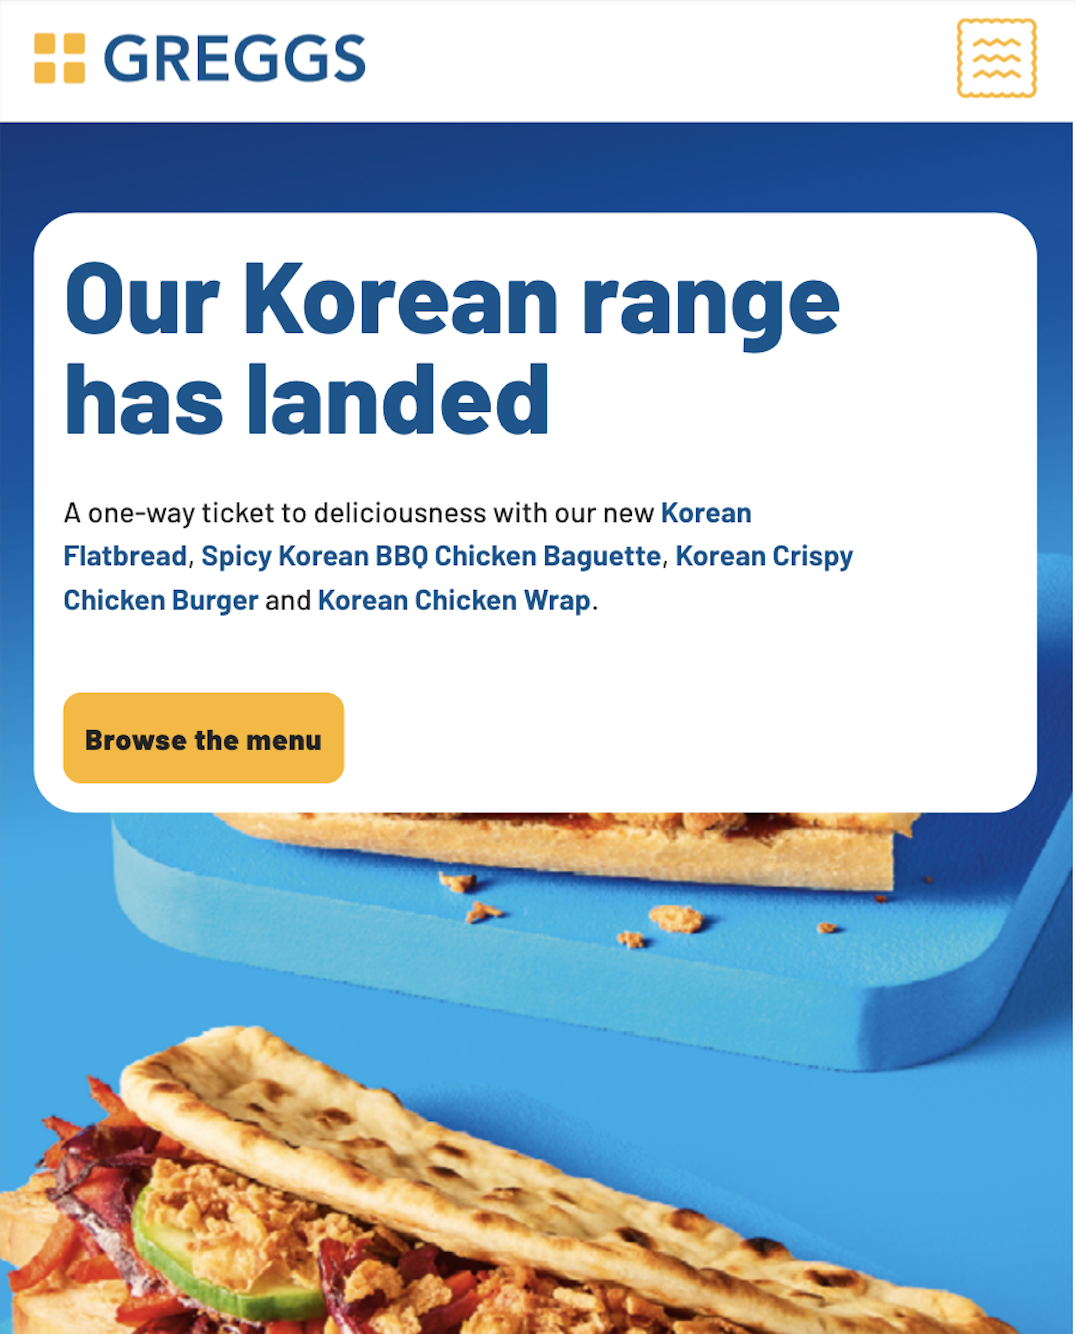 GREGGS
Our Korean range
has landed
A one-way ticket to deliciousness with our new Korean
Flatbread, Spicy Korean BBQ Chicken Baguette, Korean Crispy
Chicken Burger and Korean Chicken Wrap.
Browse the menu